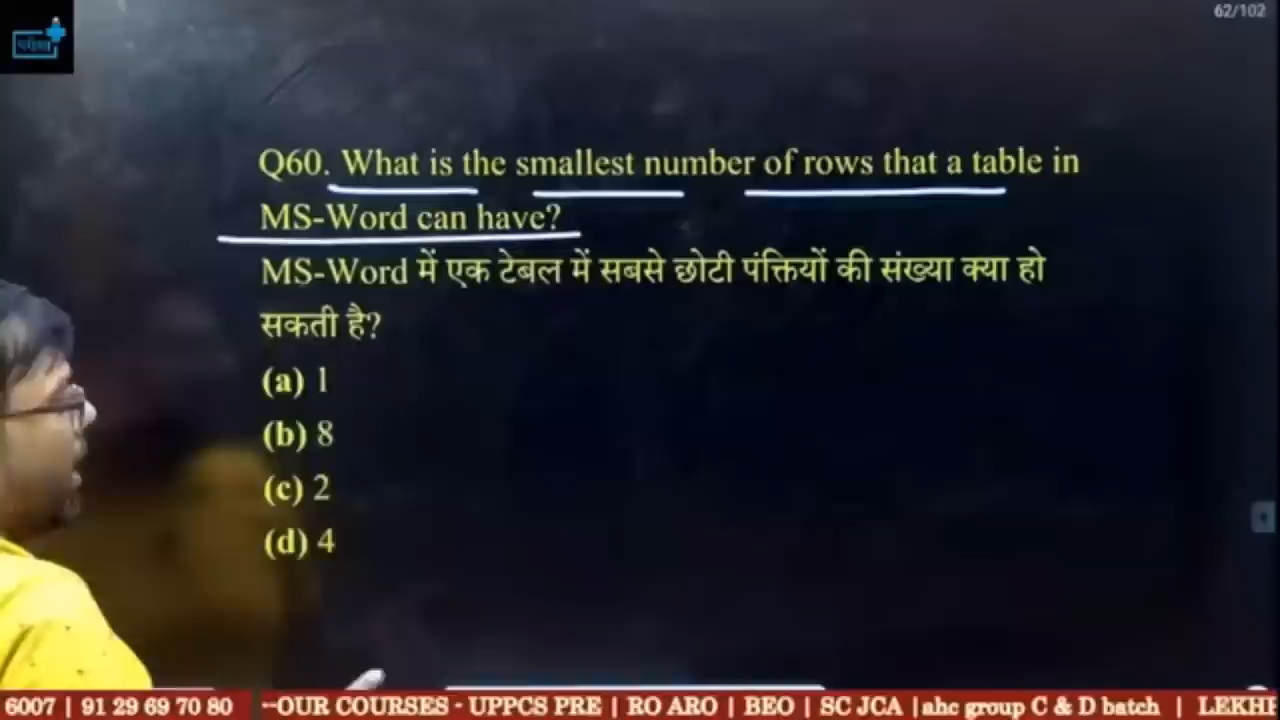 62/102
परीक्षा
Q60. What is the smallest number of rows that a table in
MS-Word can have?
MS-Word में एक टेबल में सबसे छोटी पंक्तियों की संख्या क्या हो
सकती है?
(a) 1
(b) 8
(c) 2
(d) 4
6007 | 91 29 69 70 80 --OUR COURSES - UPPCS PRE | RO ARO | BEO | SC JCA |ahc group C & D batch | LEKH